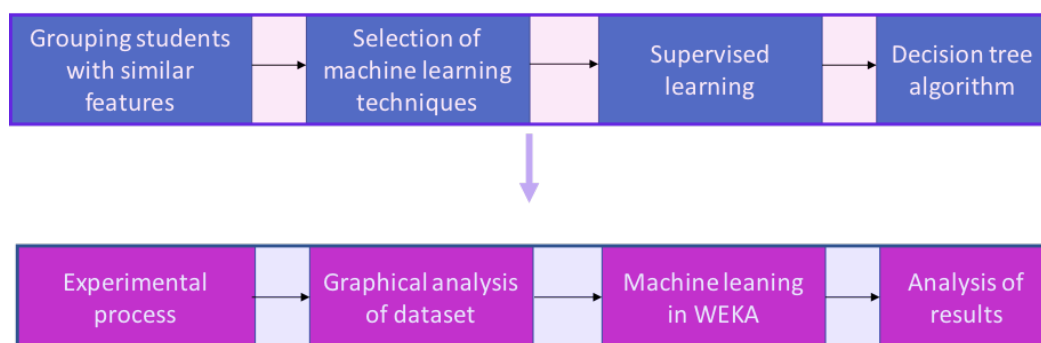 Grouping students
with similar
features
Selection of
machine learning
techniques
Supervised
learning
Decision tree
algorithm
Experimental
process
Graphical analysis
of dataset
Machine leaning
in WEKA
Analysis of
results